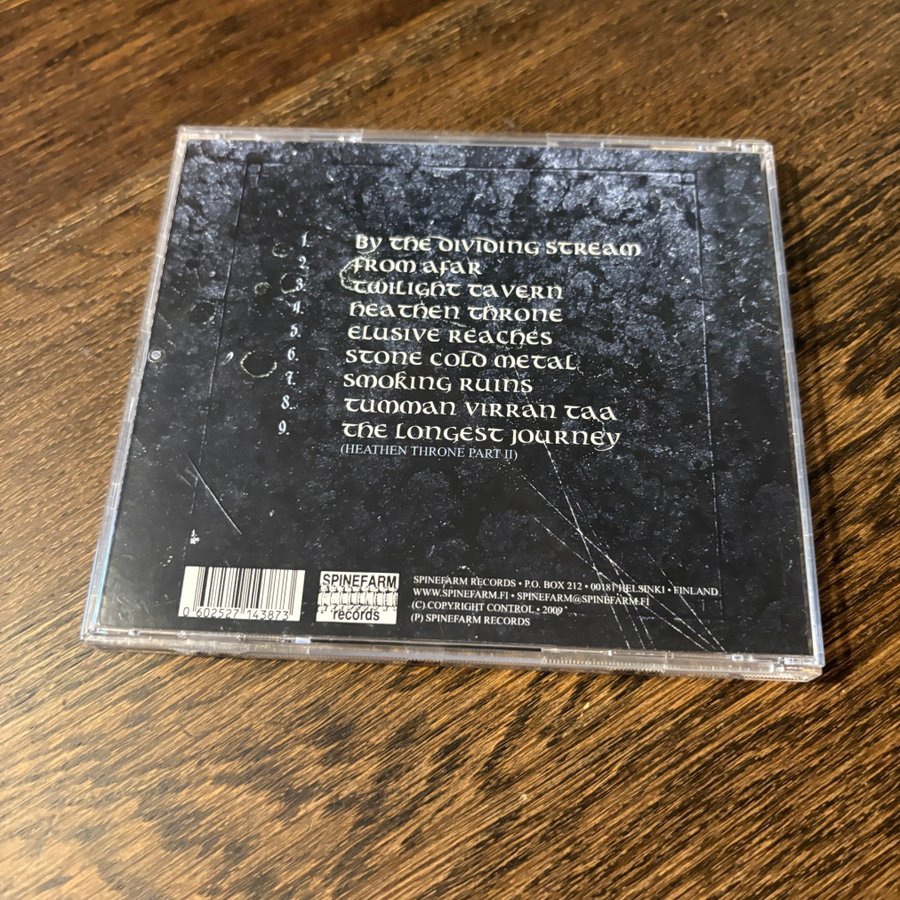 1. By the dividing stream
2. from afar
3. twilight tavern
4. heathen throne
5. elusive reaches
6. stone cold metal
7. smoking ruins
8. tumman virran taa
9. the longest journey
(HEATHEN THRONE PART II)
0 602527 143873
SPINEFARM
records
SPINEFARM RECORDS • P.O. BOX 212 • 00181 HELSINKI • FINLAND
WWW.SPINEFARM.FI • SPINEFARM@SPINEFARM.FI
(C) COPYRIGHT CONTROL • 2009
(P) SPINEFARM RECORDS